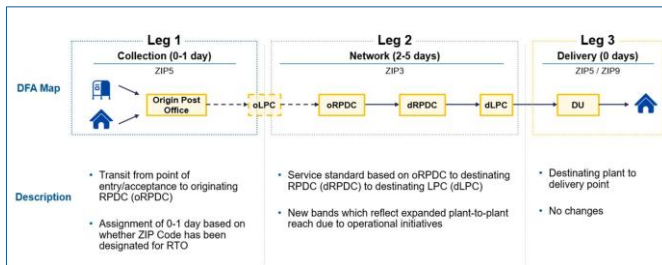 Leg 1
Leg 2
Leg 3
Collection (0-1 day)
Network (2-5 days)
Delivery (0 days)
ZIP5
ZIP3
ZIP5 / ZIP9
DFA Map
Origin Post
Office
oLPC
oRPDC
dRPDC
dLPC
DU
Description
• Transit from point of
entry/acceptance to originating
RPDC (oRPDC)
• Assignment of 0-1 day based on
whether ZIP Code has been
designated for RTO
• Service standard based on oRPDC to destinating
RPDC (dRPDC) to destinating LPC (dLPC)
• New bands which reflect expanded plant-to-plant
reach due to operational initiatives
• Destinating plant to
delivery point
• No changes